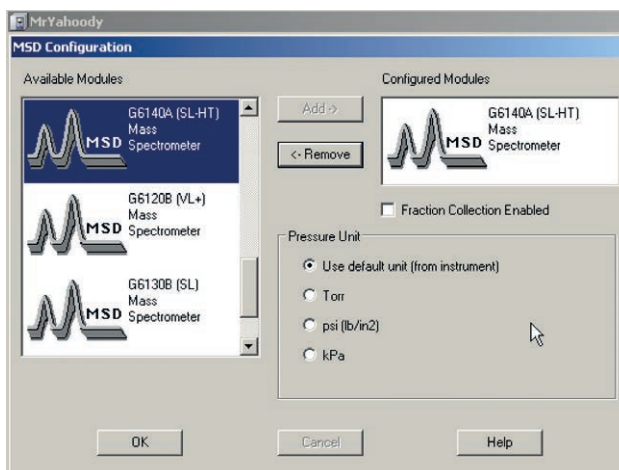 MrYahoody
MSD Configuration
Available Modules
G6140A (SL-HT)
Mass
MSD Spectrometer
G6120B (VL+)
Mass
MSD Spectrometer
G6130B (SL)
Mass
MSD Spectrometer
Add ->
<- Remove
Configured Modules
G6140A (SL-HT)
Mass
MSD Spectrometer
Fraction Collection Enabled
Pressure Unit
Use default unit (from instrument)
Torr
psi (lb/in2)
kPa
OK
Cancel
Help